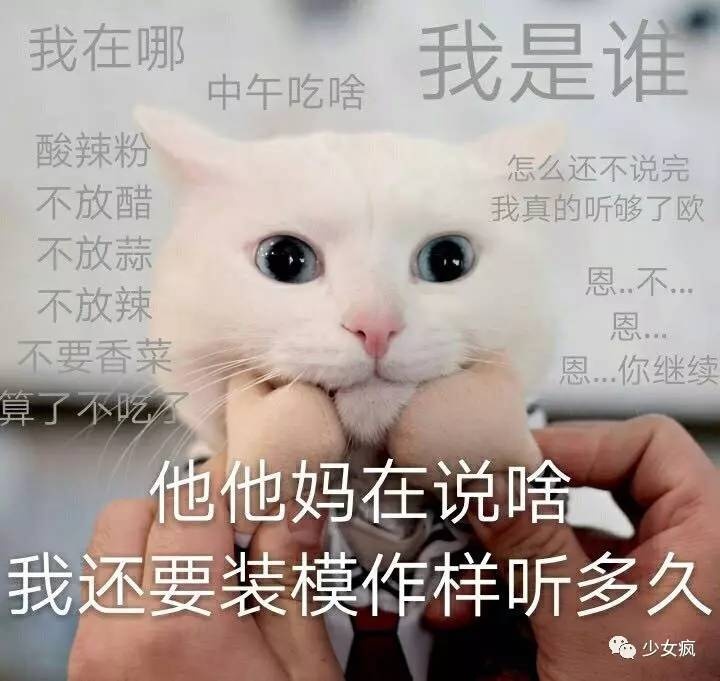 我在哪
中午吃啥
我是谁
酸辣粉
不放醋
不放蒜
不放辣
不要香菜
算了不吃了
怎么还不说完
我真的听够了欧
恩..不...
恩...
恩...你继续
他他妈在说啥
我还要装模作样听多久
少女疯